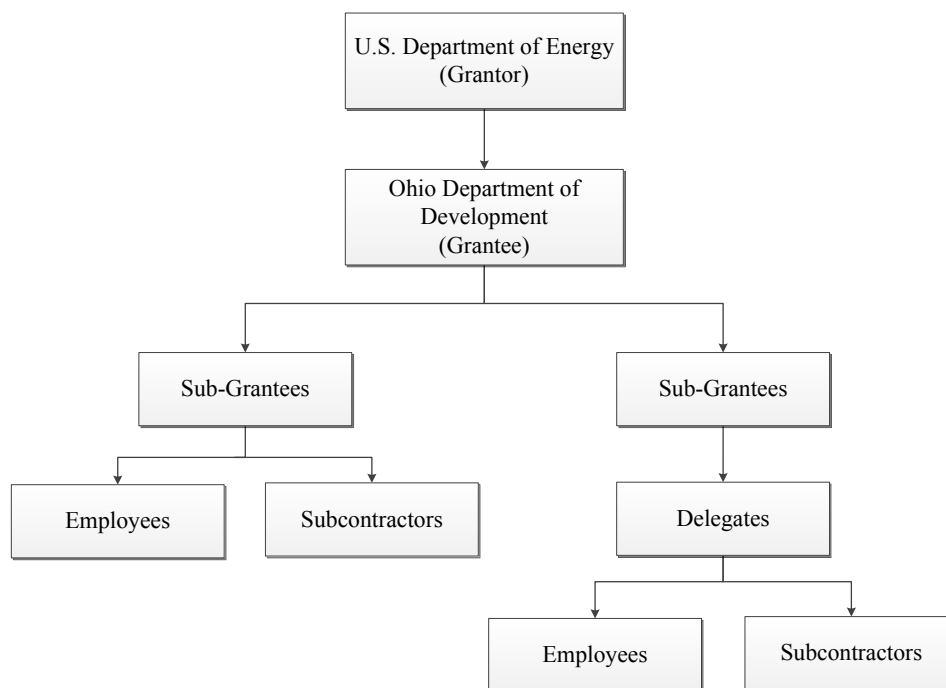 U.S. Department of Energy
(Grantor)
Ohio Department of
Development
(Grantee)
Sub-Grantees
Sub-Grantees
Employees
Subcontractors
Delegates
Employees
Subcontractors